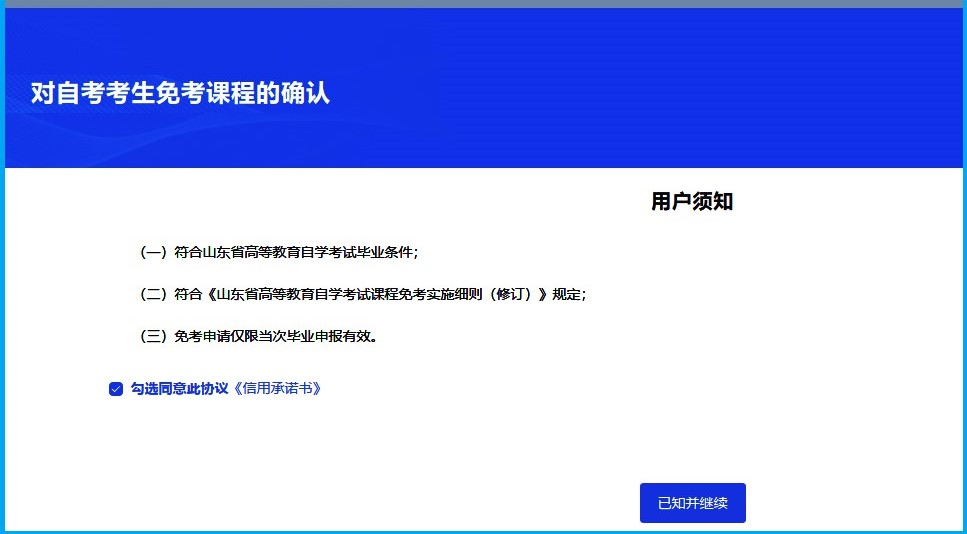 对自考考生免考课程的确认
用户须知
（一）符合山东省高等教育自学考试毕业条件；
（二）符合《山东省高等教育自学考试课程免考实施细则（修订）》规定；
（三）免考申请仅限当次毕业申报有效。
勾选同意此协议《信用承诺书》
已知并继续